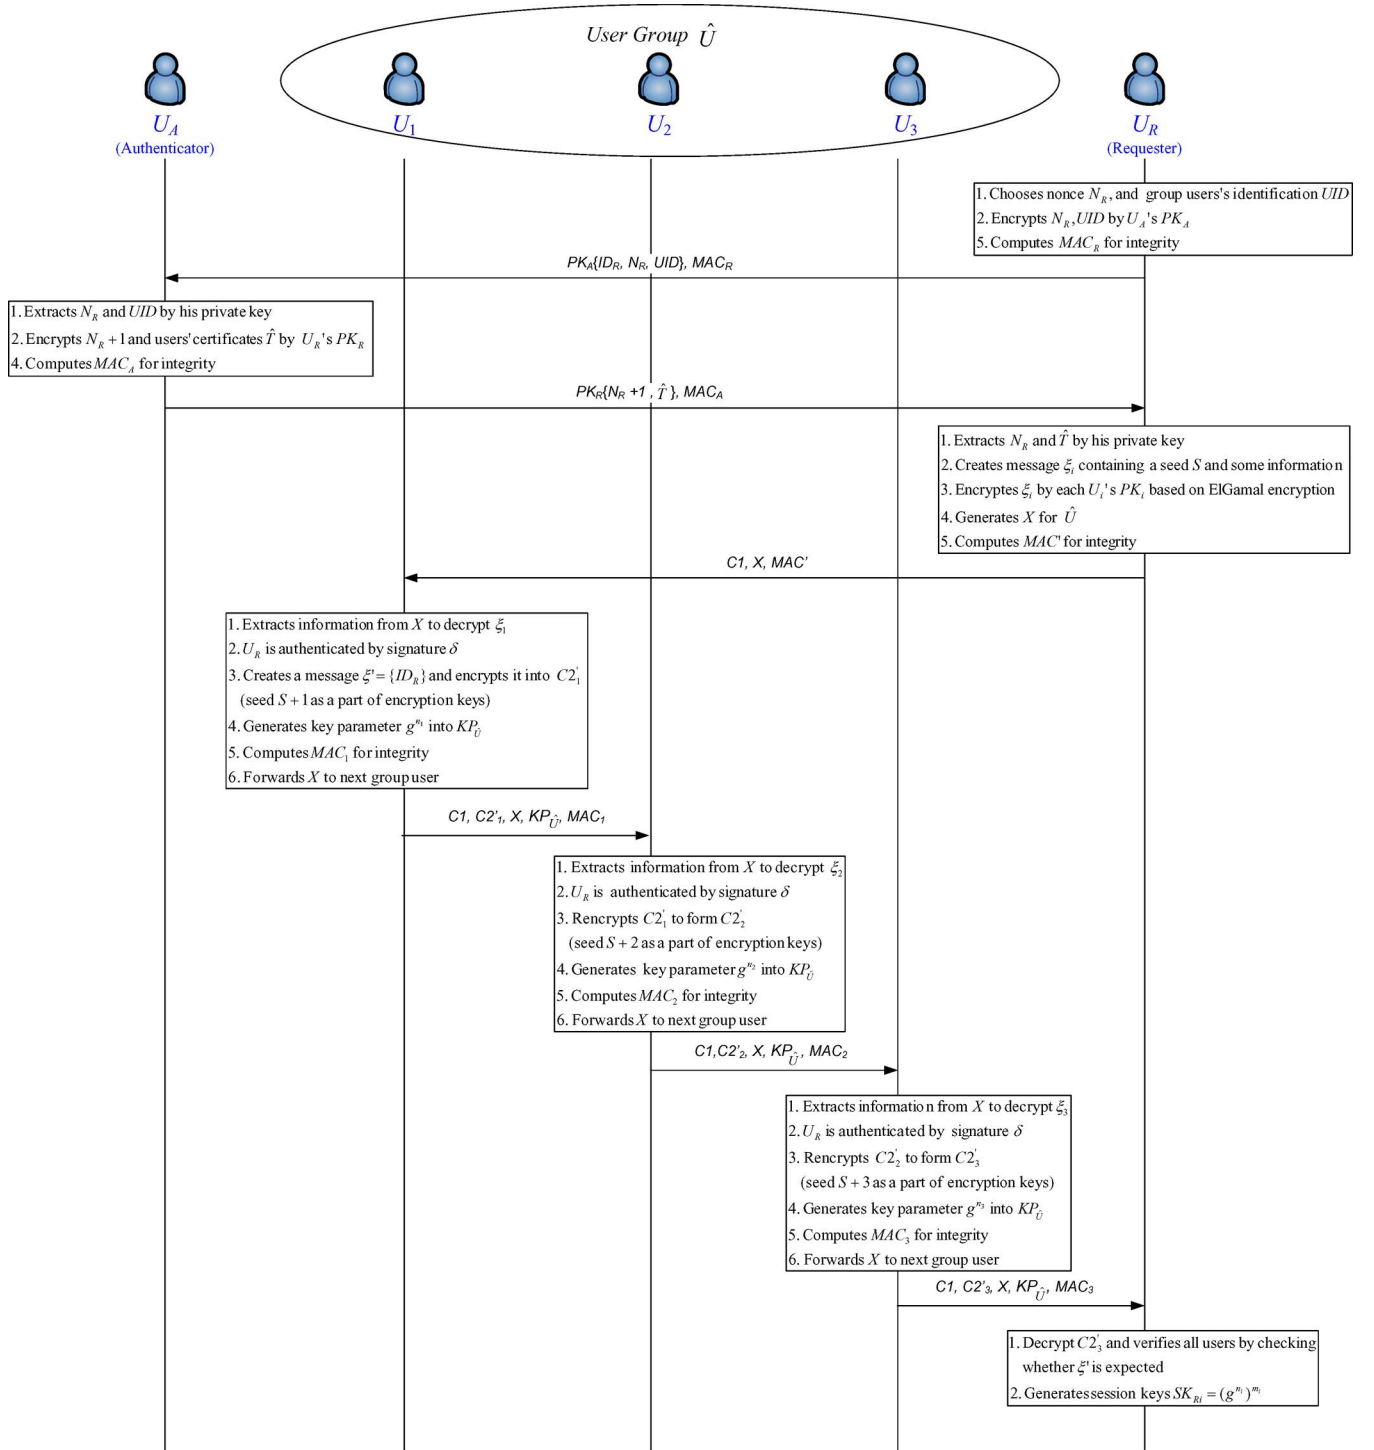 User Group Û
U_A
(Authenticator)
U_1
U_2
U_3
U_R
(Requester)
1. Chooses nonce N_R, and group users's identification UID
2. Encrypts N_R, UID by U_A's PK_A
5. Computes MAC_R for integrity
PK_A{ID_R, N_R, UID}, MAC_R
1. Extracts N_R and UID by his private key
2. Encrypts N_R + 1 and users' certificates T̂ by U_R's PK_R
4. Computes MAC_A for integrity
PK_R{N_R +1 , T̂ }, MAC_A
1. Extracts N_R and T̂ by his private key
2. Creates message ξ_i containing a seed S and some information
3. Encryptes ξ_i by each U_i's PK_i based on ElGamal encryption
4. Generates X for Û
5. Computes MAC' for integrity
C1, X, MAC'
1. Extracts information from X to decrypt ξ_1
2. U_R is authenticated by signature δ
3. Creates a message ξ' = {ID_R} and encrypts it into C2'_1
(seed S + 1 as a part of encryption keys)
4. Generates key parameter g^{n_1} into KP_Û
5. Computes MAC_1 for integrity
6. Forwards X to next group user
C1, C2'_1, X, KP_Û, MAC_1
1. Extracts information from X to decrypt ξ_2
2. U_R is authenticated by signature δ
3. Rencrypts C2'_1 to form C2'_2
(seed S + 2 as a part of encryption keys)
4. Generates key parameter g^{n_2} into KP_Û
5. Computes MAC_2 for integrity
6. Forwards X to next group user
C1,C2'_2, X, KP_Û, MAC_2
1. Extracts information from X to decrypt ξ_3
2. U_R is authenticated by signature δ
3. Rencrypts C2'_2 to form C2'_3
(seed S + 3 as a part of encryption keys)
4. Generates key parameter g^{n_3} into KP_Û
5. Computes MAC_3 for integrity
6. Forwards X to next group user
C1, C2'_3, X, KP_Û, MAC_3
1. Decrypt C2'_3 and verifies all users by checking
whether ξ' is expected
2. Generates session keys SK_{Ri} = (g^{n_i})^{m_i}